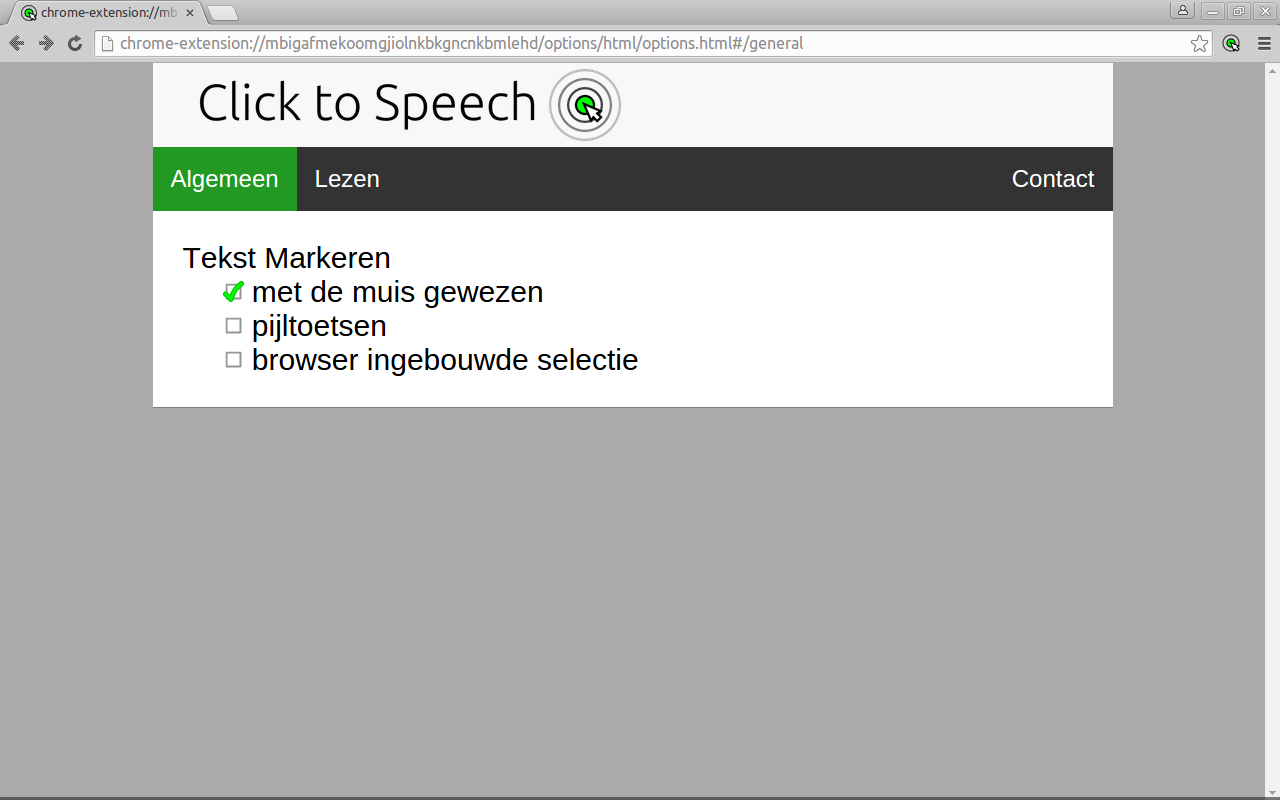 chrome-extension://mb
chrome-extension://mbigafmekoomgjiolnkbkgncnkbmlehd/options/html/options.html#/general
Click to Speech
Algemeen Lezen Contact
Tekst Markeren
met de muis gewezen
pijltoetsen
browser ingebouwde selectie